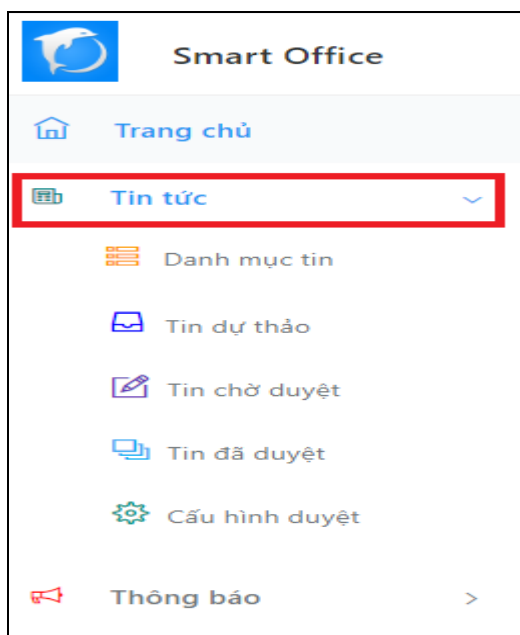 Smart Office
Trang chủ
Tin tức
Danh mục tin
Tin dự thảo
Tin chờ duyệt
Tin đã duyệt
Cấu hình duyệt
Thông báo